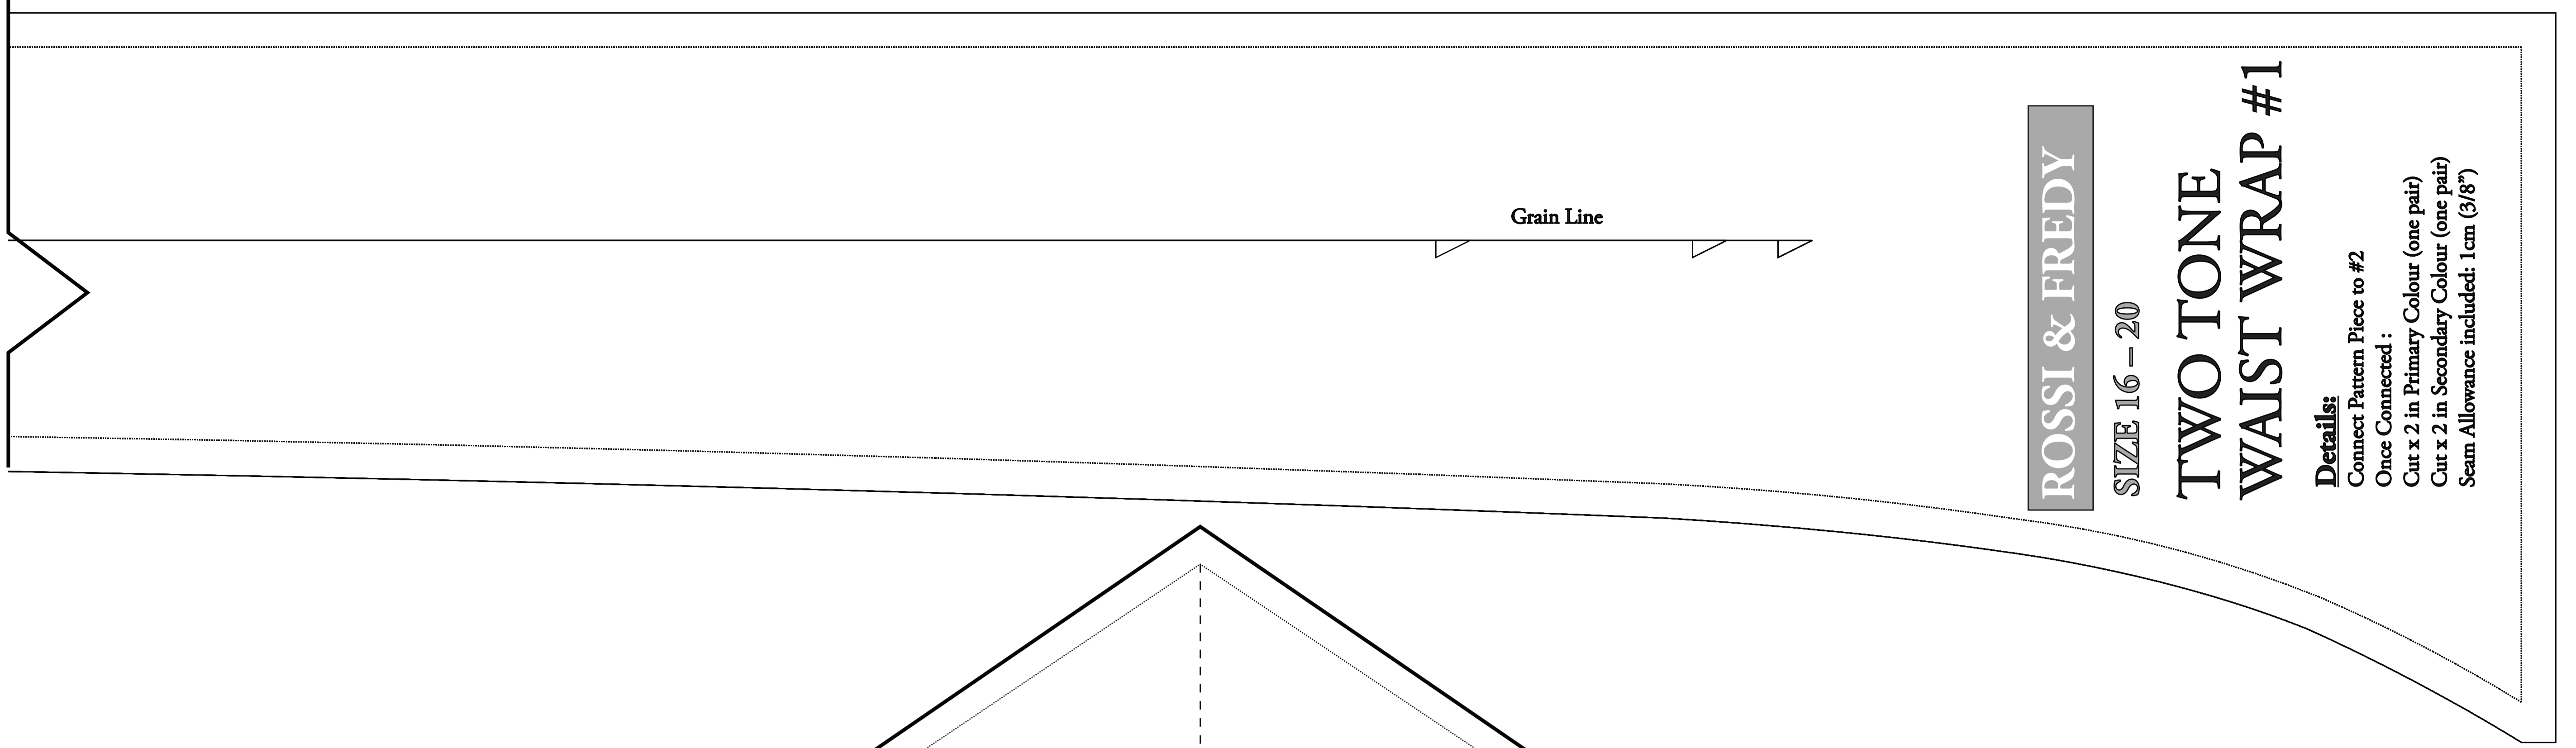 Grain Line
ROSSI & FREDY
SIZE 16 – 20
TWO TONE
WAIST WRAP #1
Details:
Connect Pattern Piece to #2
Once Connected :
Cut x 2 in Primary Colour (one pair)
Cut x 2 in Secondary Colour (one pair)
Seam Allowance included: 1cm (3/8”)